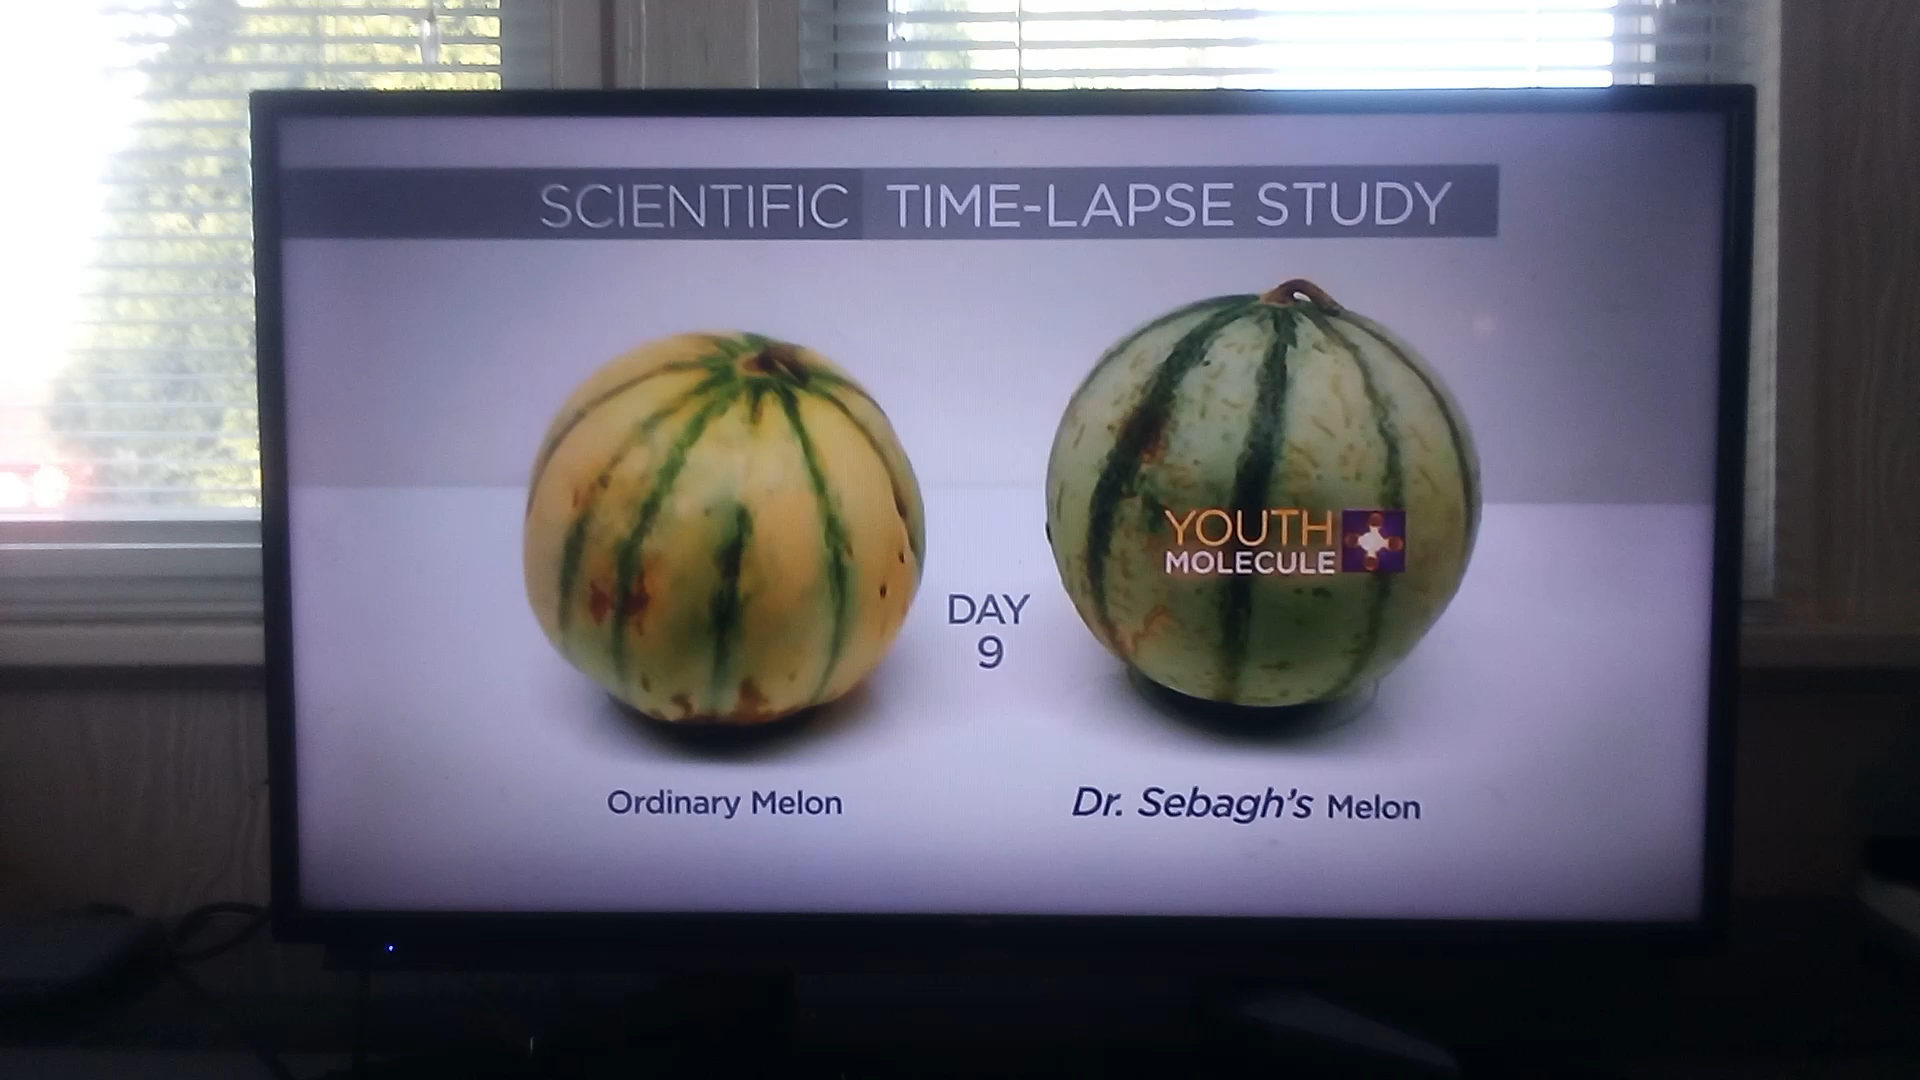 SCIENTIFIC TIME-LAPSE STUDY
YOUTH
MOLECULE
DAY
9
Ordinary Melon
Dr. Sebagh's Melon